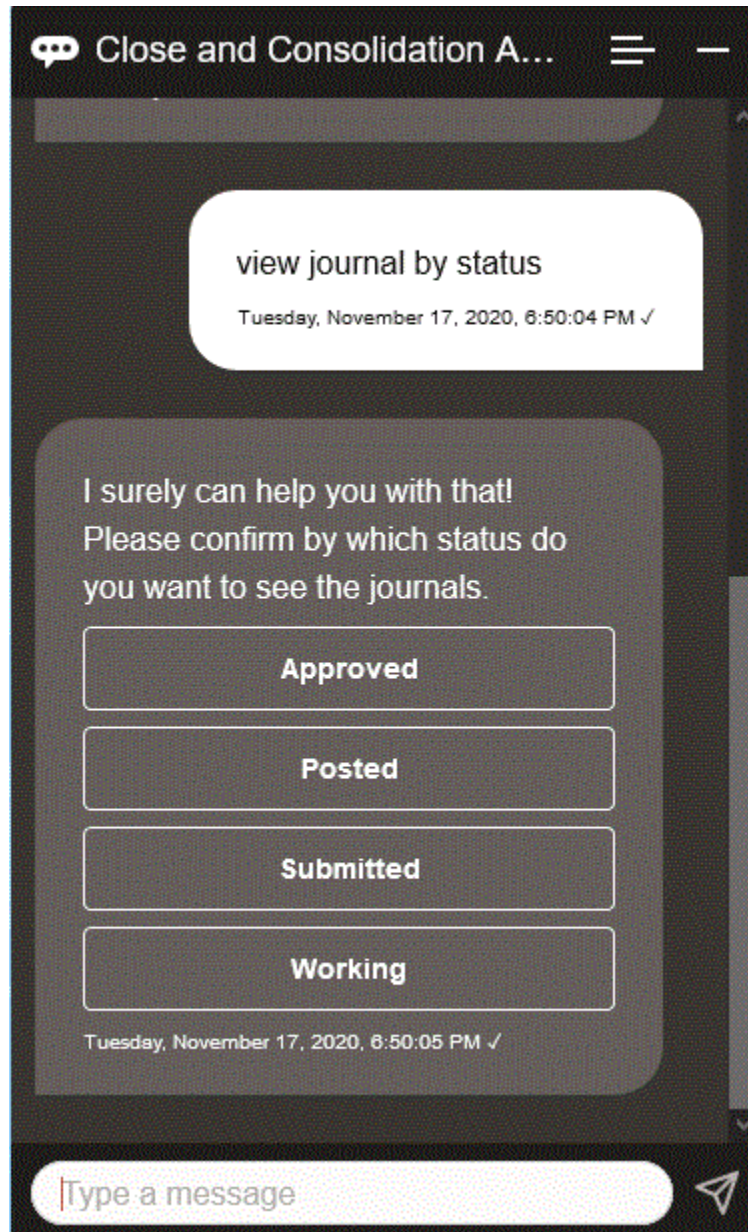 Close and Consolidation A...
view journal by status
Tuesday, November 17, 2020, 6:50:04 PM ✓
I surely can help you with that!
Please confirm by which status do
you want to see the journals.
Approved
Posted
Submitted
Working
Tuesday, November 17, 2020, 6:50:05 PM ✓
Type a message